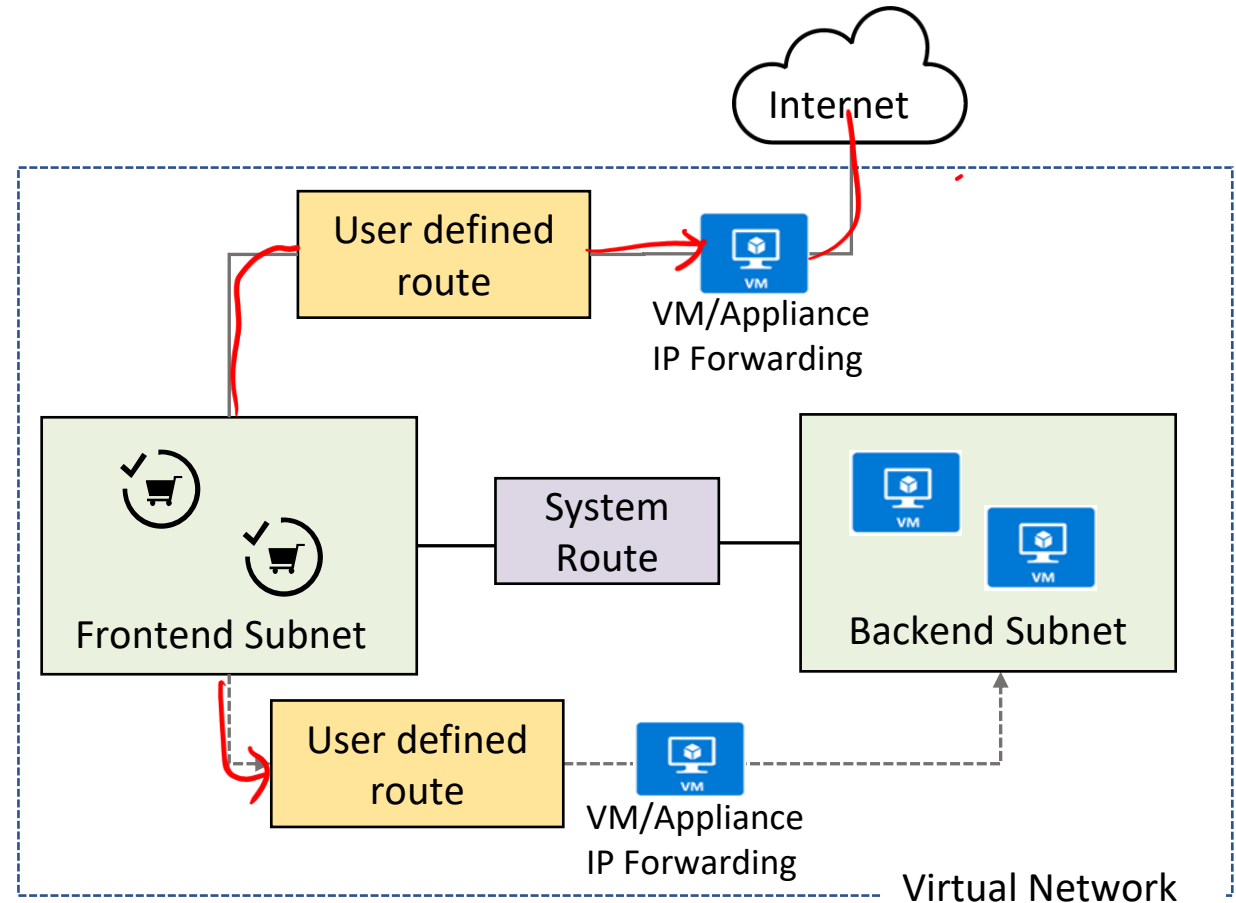 Internet
User defined
route
VM
VM/Appliance
IP Forwarding
Frontend Subnet
System
Route
VM
VM
Backend Subnet
User defined
route
VM
VM/Appliance
IP Forwarding
Virtual Network